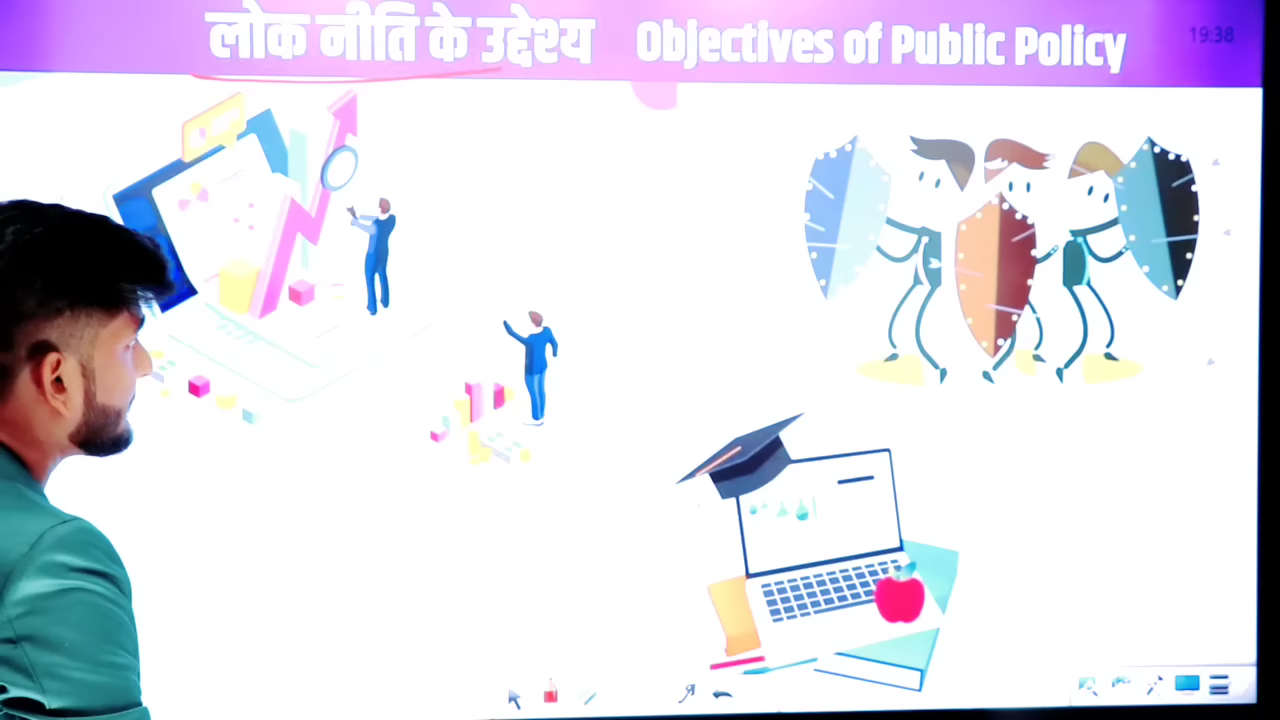 लोक नीति के उद्देश्य Objectives of Public Policy
19:38